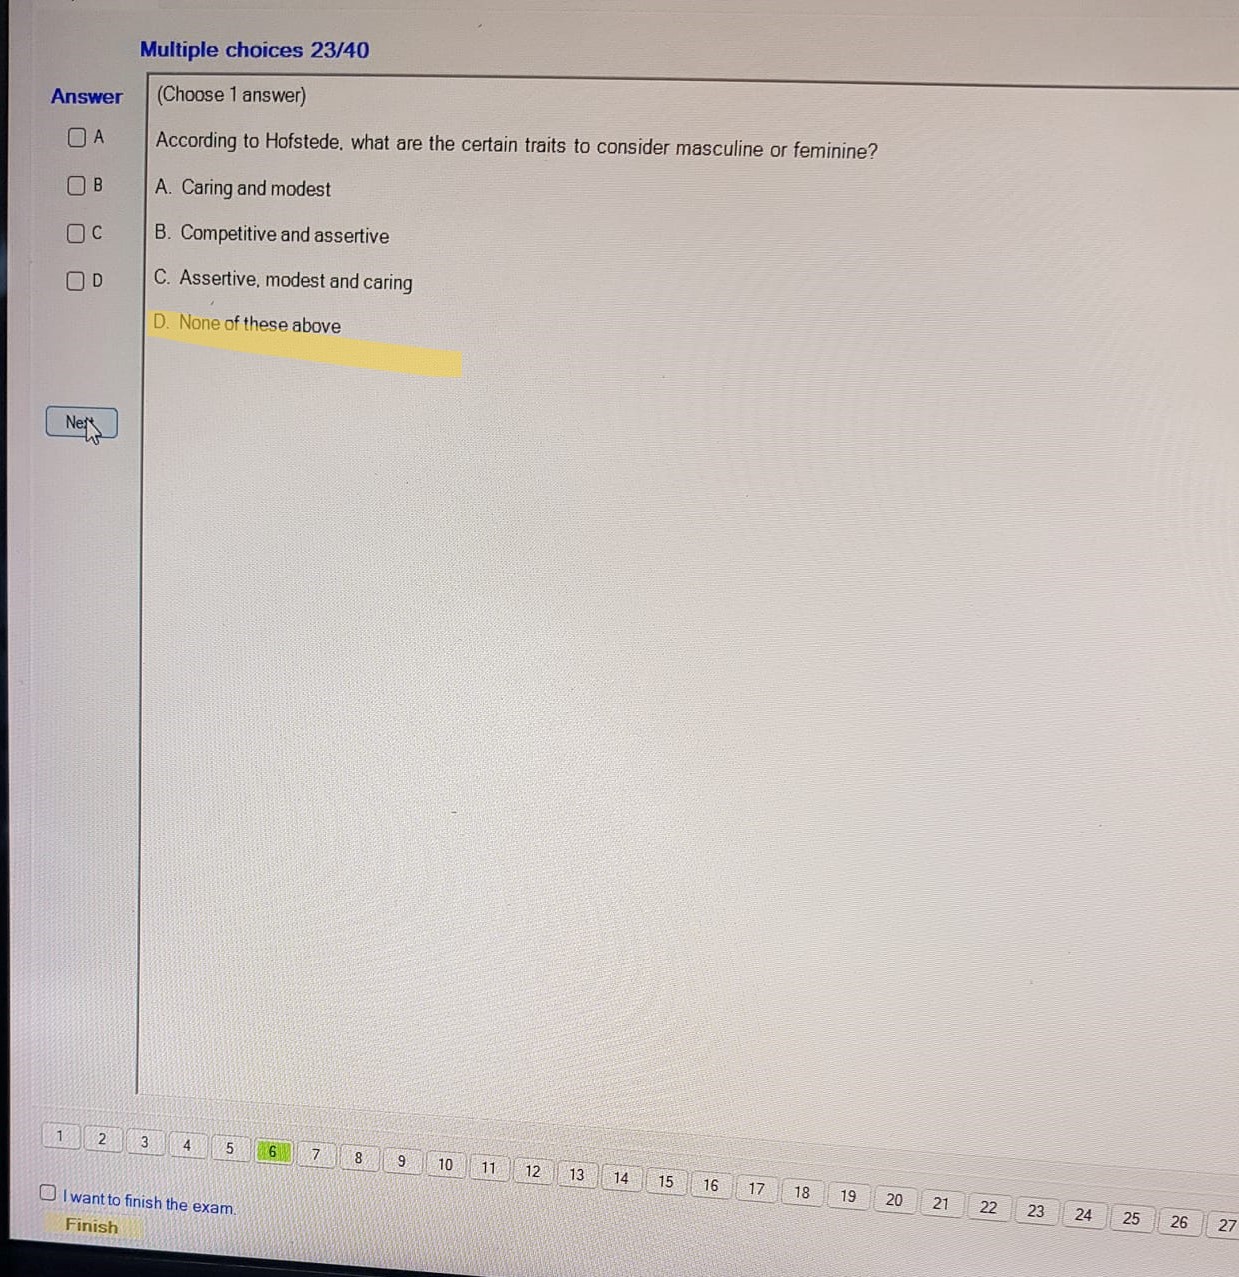 Multiple choices 23/40
Answer
(Choose 1 answer)
A
According to Hofstede, what are the certain traits to consider masculine or feminine?
B
A. Caring and modest
C
B. Competitive and assertive
D
C. Assertive, modest and caring
D. None of these above
Next
1 2 3 4 5 6 7 8 9 10 11 12 13 14 15 16 17 18 19 20 21 22 23 24 25 26 27
I want to finish the exam.
Finish